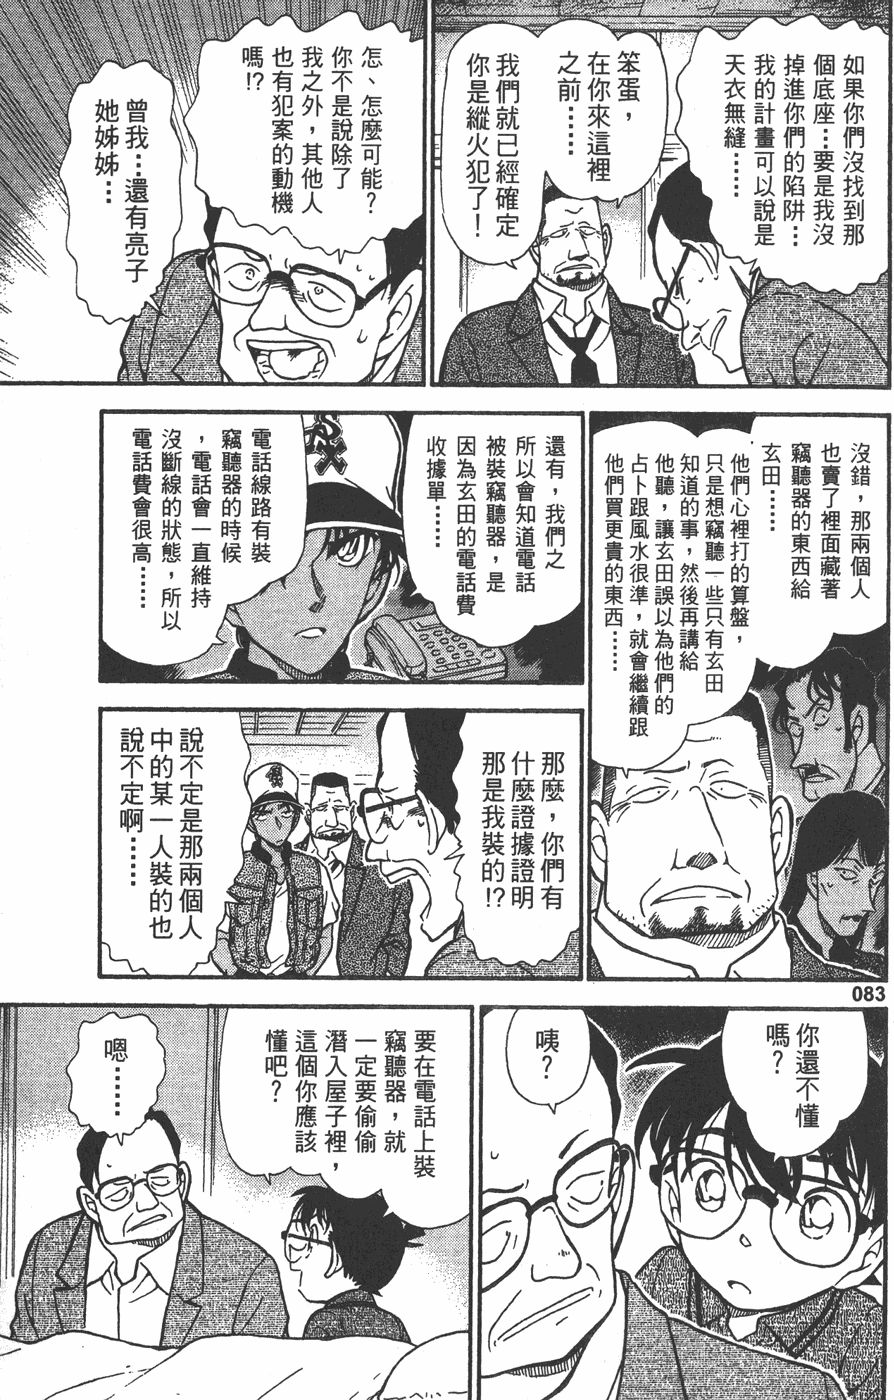 如果你們沒找到那
個底座…要是我沒
掉進你們的陷阱…
我的計畫可以說是
天衣無縫……
笨蛋，
在你來這裡
之前……
我們就已經確定
你是縱火犯了！
怎、怎麼可能？
你不是說除了
我之外，其他人
也有犯案的動機
嗎!?
曾我…還有亮子
她姊姊…
沒錯，那兩個人
也賣了裡面藏著
竊聽器的東西給
玄田……
他們心裡打的算盤，
只是想竊聽一些只有玄田
知道的事，然後再講給
他聽，讓玄田誤以為他們的
占卜跟風水很準，就會繼續跟
他們買更貴的東西……
還有，我們之
所以會知道電話
被裝竊聽器，是
因為玄田的電話費
收據單……
電話線路有裝
竊聽器的時候
，電話會一直維持
沒斷線的狀態，所以
電話費會很高……
那麼，你們有
什麼證據證明
那是我裝的!?
說不定是那兩個人
中的某一人裝的也
說不定啊……
083
你還不懂
嗎？
咦？
要在電話上裝
竊聽器，就
一定要偷偷
潛入屋子裡，
這個你應該
懂吧？
嗯……